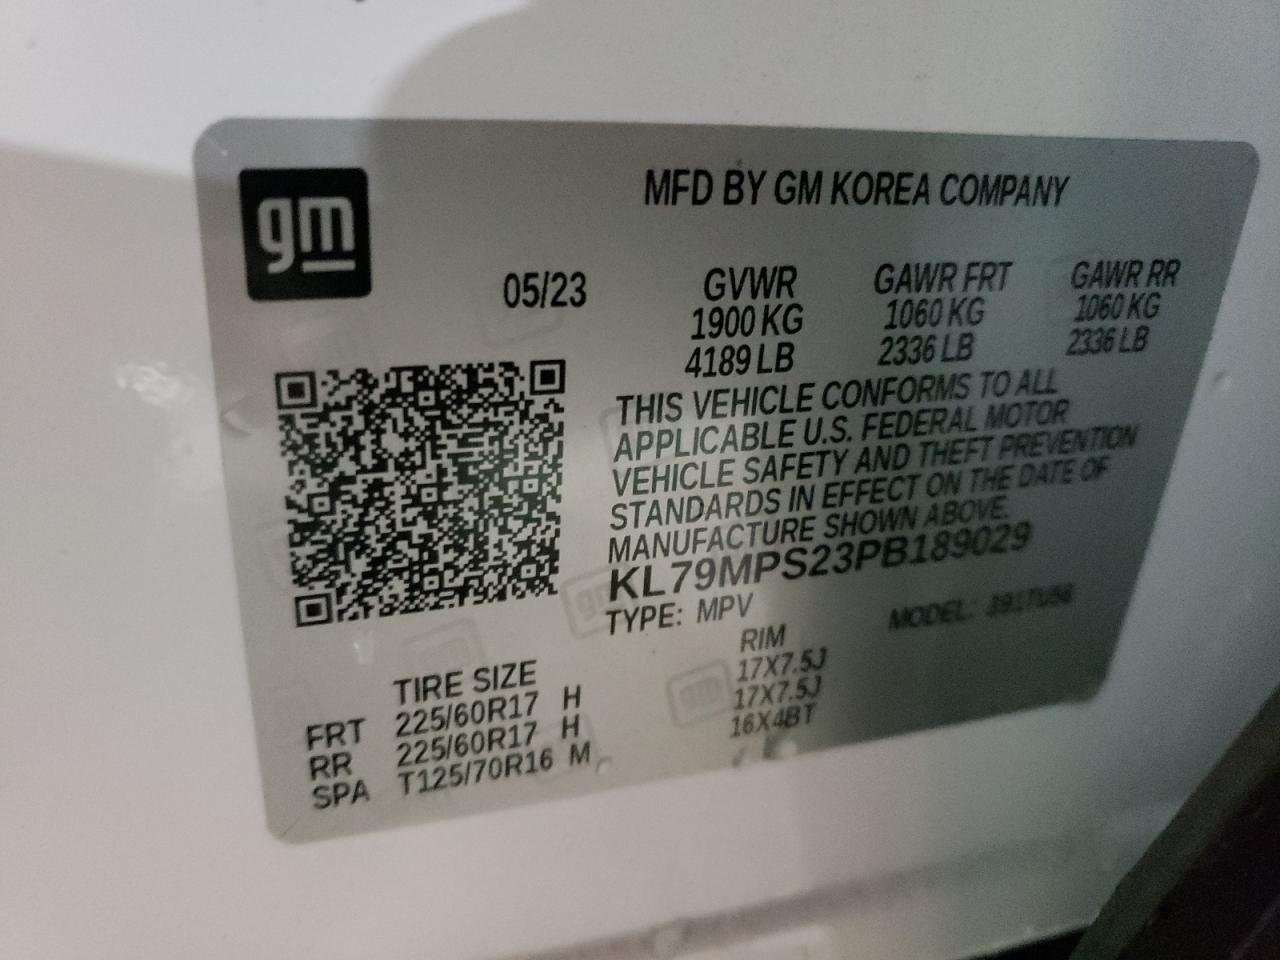 gm
MFD BY GM KOREA COMPANY
05/23 GVWR GAWR FRT GAWR RR
1900 KG 1060 KG 1060 KG
4189 LB 2336 LB 2336 LB
THIS VEHICLE CONFORMS TO ALL
APPLICABLE U.S. FEDERAL MOTOR
VEHICLE SAFETY AND THEFT PREVENTION
STANDARDS IN EFFECT ON THE DATE OF
MANUFACTURE SHOWN ABOVE.
KL79MPS23PB189029
TYPE: MPV MODEL:
TIRE SIZE RIM
FRT 225/60R17 H 17X7.5J
RR 225/60R17 H 17X7.5J
SPA T125/70R16 M 16X4BT